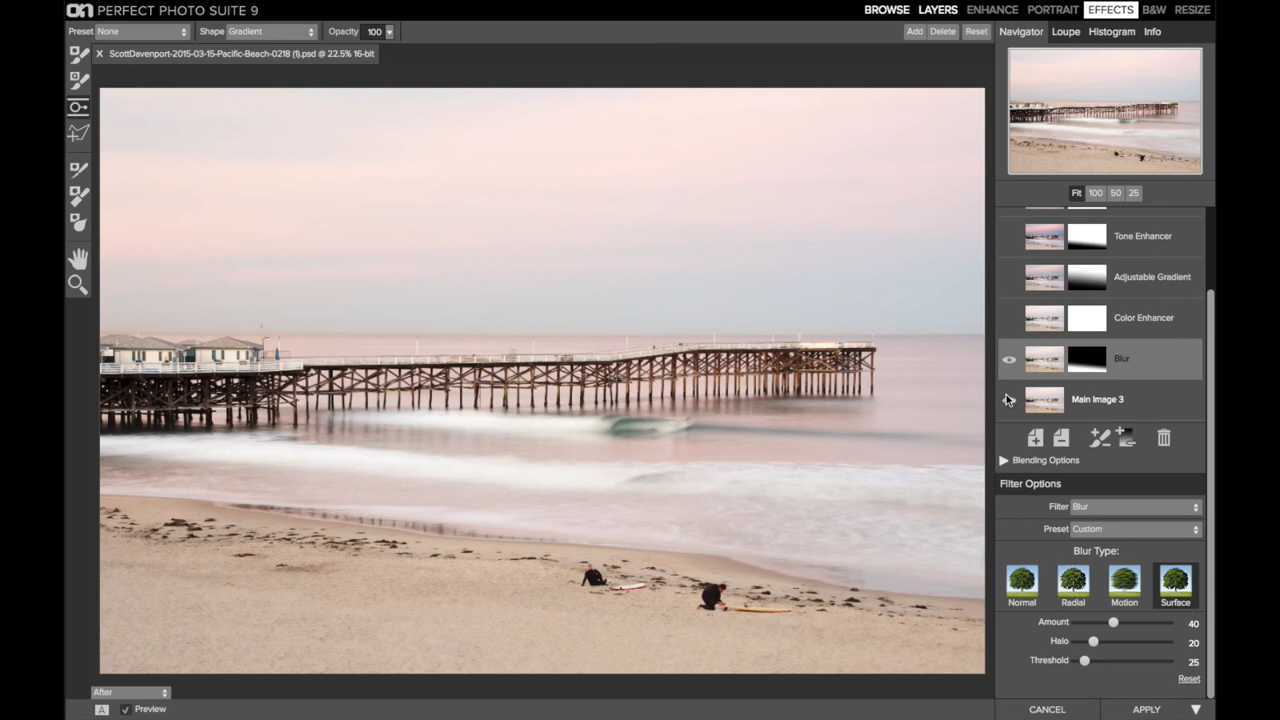 on PERFECT PHOTO SUITE 9
BROWSE LAYERS ENHANCE PORTRAIT EFFECTS B&W RESIZE
Preset None Shape Gradient Opacity 100 Add Delete Reset
Navigator Loupe Histogram Info
X ScottDavenport-2015-03-15-Pacific-Beach-0218 (1).psd @ 22.5% 16-bit
Fit 100 50 25
Tone Enhancer
Adjustable Gradient
Color Enhancer
Blur
Main Image 3
Blending Options
Filter Options
Filter Blur
Preset Custom
Blur Type:
Normal Radial Motion Surface
Amount 40
Halo 20
Threshold 25
Reset
After
A Preview
CANCEL APPLY